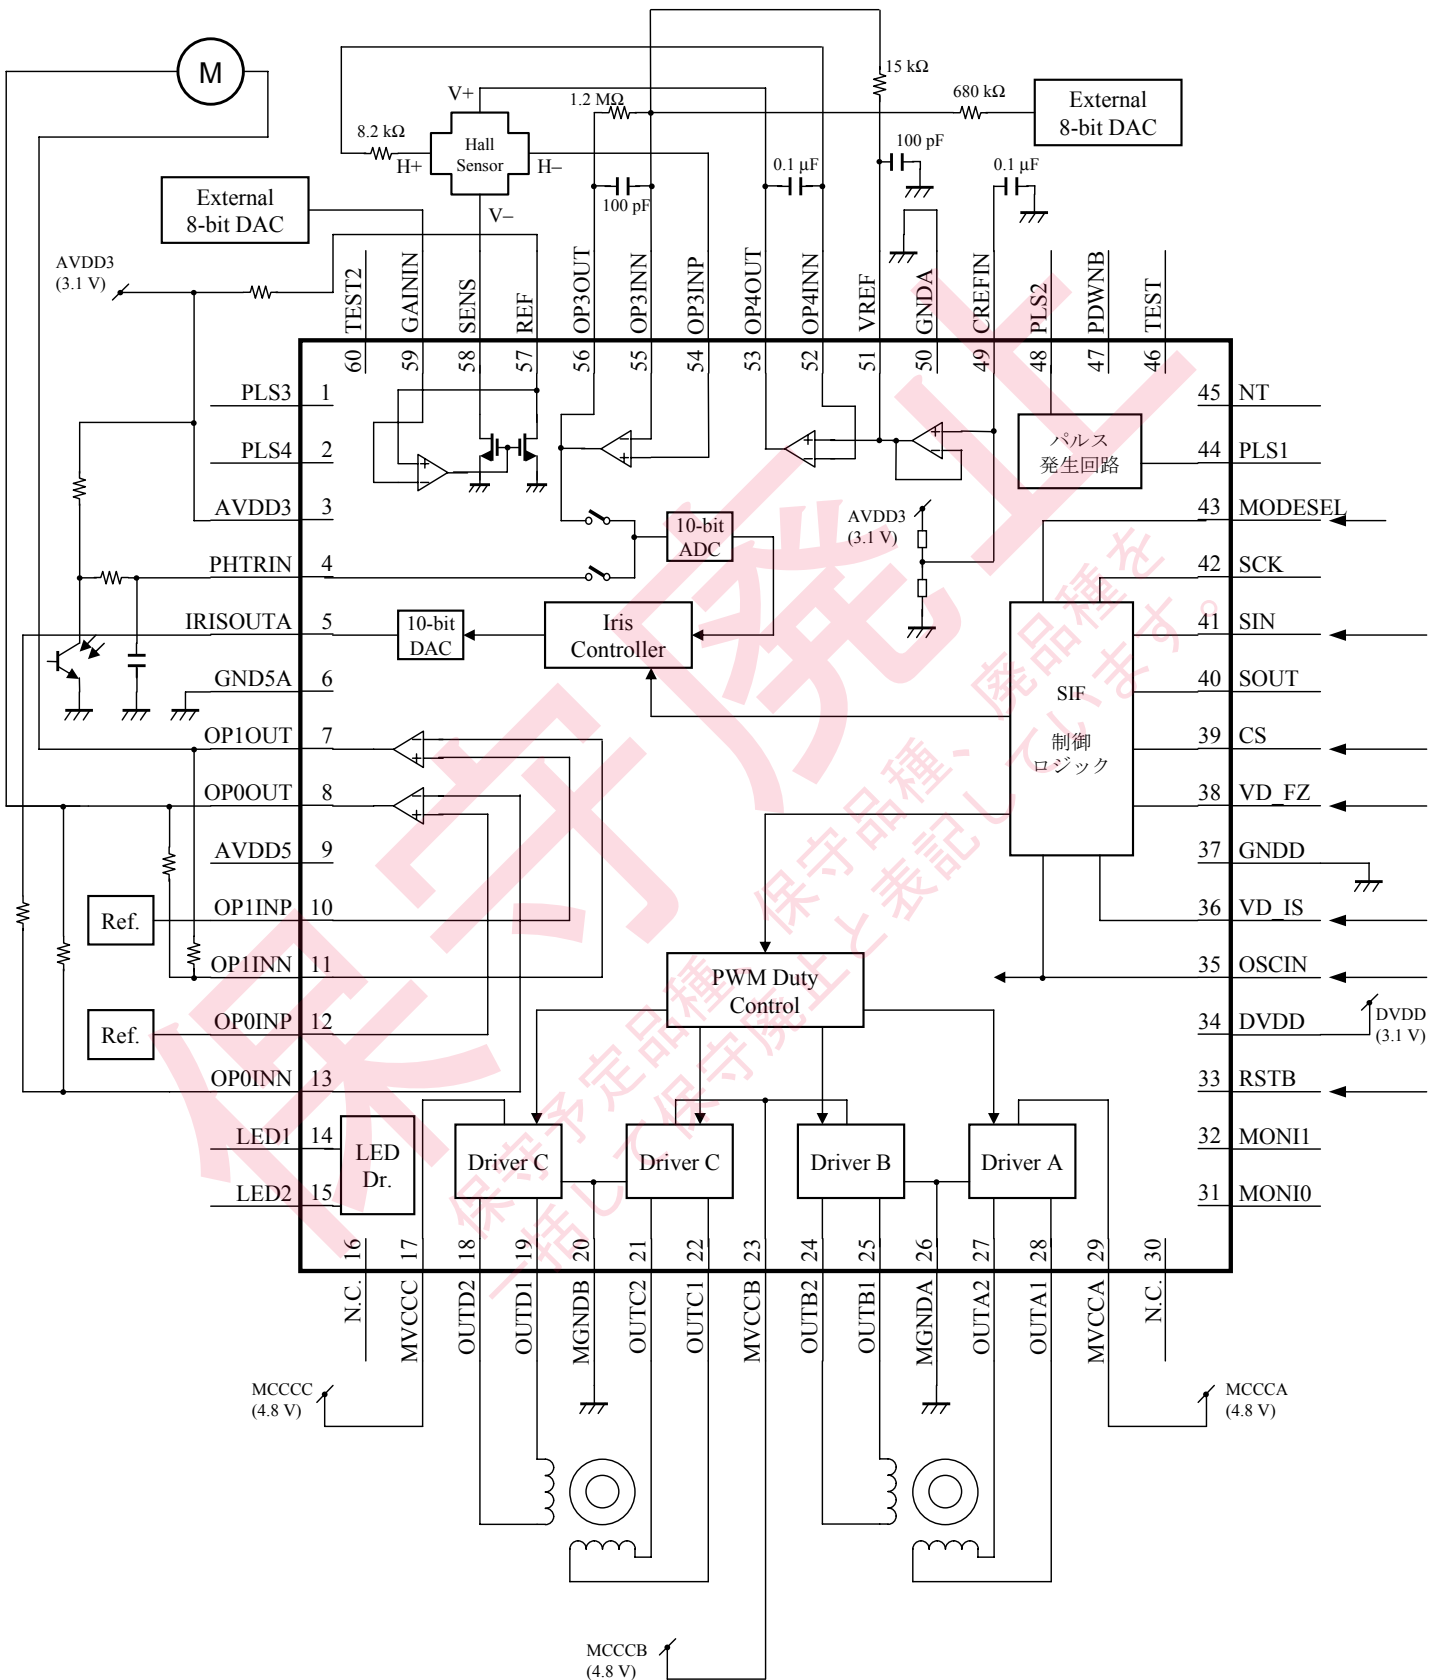 M
15 kΩ
680 kΩ
External
8-bit DAC
1.2 MΩ
V+
8.2 kΩ
Hall
Sensor
H+
H−
V−
100 pF
0.1 μF
100 pF
0.1 μF
External
8-bit DAC
AVDD3
(3.1 V)
TEST2
GAININ
SENS
REF
OP3OUT
OP3INN
OP3INP
OP4OUT
OP4INN
VREF
GNDA
CREFIN
PLS2
PDWNB
TEST
60
59
58
57
56
55
54
53
52
51
50
49
48
47
46
PLS3 1
PLS4 2
AVDD3 3
PHTRIN 4
IRISOUTA 5
GND5A 6
OP1OUT 7
OP0OUT 8
AVDD5 9
OP1INP 10
OP1INN 11
OP0INP 12
OP0INN 13
LED1 14
LED2 15
Ref.
Ref.
45 NT
44 PLS1
43 MODESEL
42 SCK
41 SIN
40 SOUT
39 CS
38 VD_FZ
37 GNDD
36 VD_IS
35 OSCIN
34 DVDD
33 RSTB
32 MONI1
31 MONI0
DVDD
(3.1 V)
パルス
発生回路
AVDD3
(3.1 V)
10-bit
ADC
10-bit
DAC
Iris
Controller
SIF
制御
ロジック
PWM Duty
Control
LED
Dr.
Driver C
Driver C
Driver B
Driver A
16
17
18
19
20
21
22
23
24
25
26
27
28
29
30
N.C.
MVCCC
OUTD2
OUTD1
MGNDB
OUTC2
OUTC1
MVCCB
OUTB2
OUTB1
MGNDA
OUTA2
OUTA1
MVCCA
N.C.
MCCCC
(4.8 V)
MCCCA
(4.8 V)
MCCCB
(4.8 V)
保守廃止
保守予定品種、保守品種、廃品種を
一括して保守廃止と表記しています。